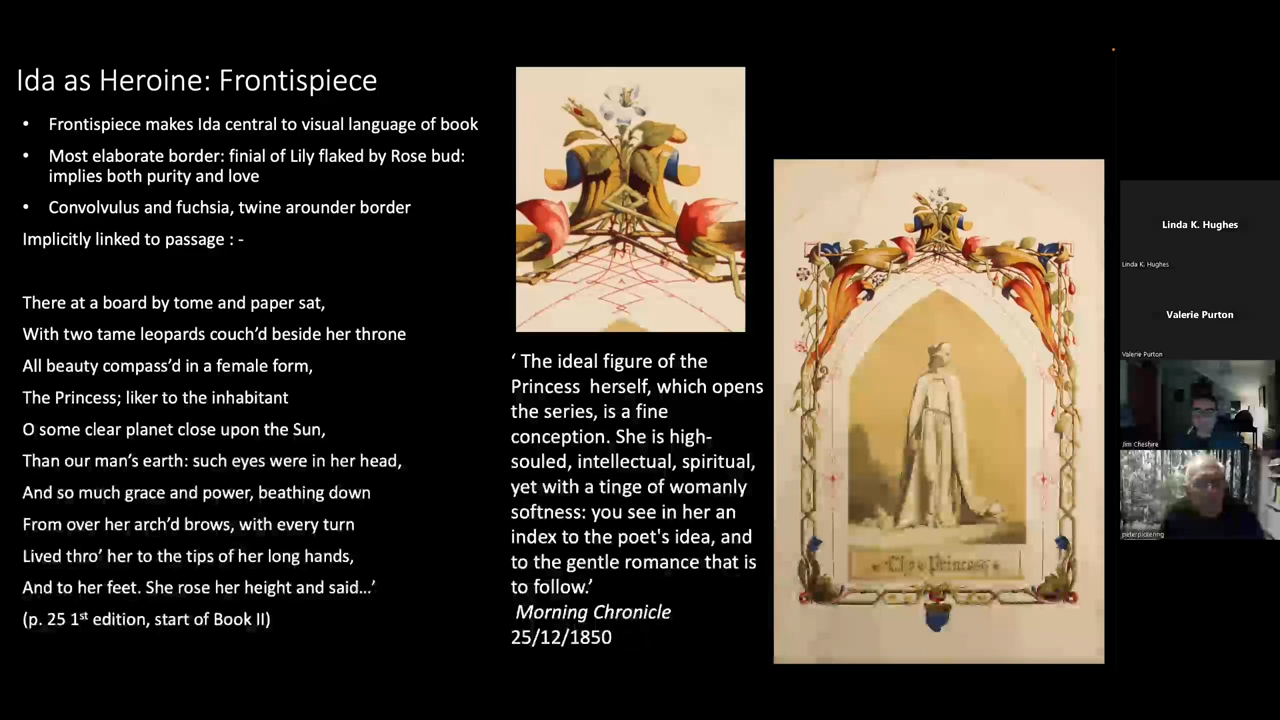 Ida as Heroine: Frontispiece
• Frontispiece makes Ida central to visual language of book
• Most elaborate border: finial of Lily flaked by Rose bud:
implies both purity and love
• Convolvulus and fuchsia, twine arounder border
Implicitly linked to passage : -
There at a board by tome and paper sat,
With two tame leopards couch’d beside her throne
All beauty compass’d in a female form,
The Princess; liker to the inhabitant
O some clear planet close upon the Sun,
Than our man’s earth: such eyes were in her head,
And so much grace and power, beathing down
From over her arch’d brows, with every turn
Lived thro’ her to the tips of her long hands,
And to her feet. She rose her height and said…’
(p. 25 1st edition, start of Book II)
‘ The ideal figure of the
Princess herself, which opens
the series, is a fine
conception. She is high-
souled, intellectual, spiritual,
yet with a tinge of womanly
softness: you see in her an
index to the poet's idea, and
to the gentle romance that is
to follow.’
Morning Chronicle
25/12/1850
The Princess
Linda K. Hughes
Linda K. Hughes
Valerie Purton
Valerie Purton
Jim Cheshire
peterpickering